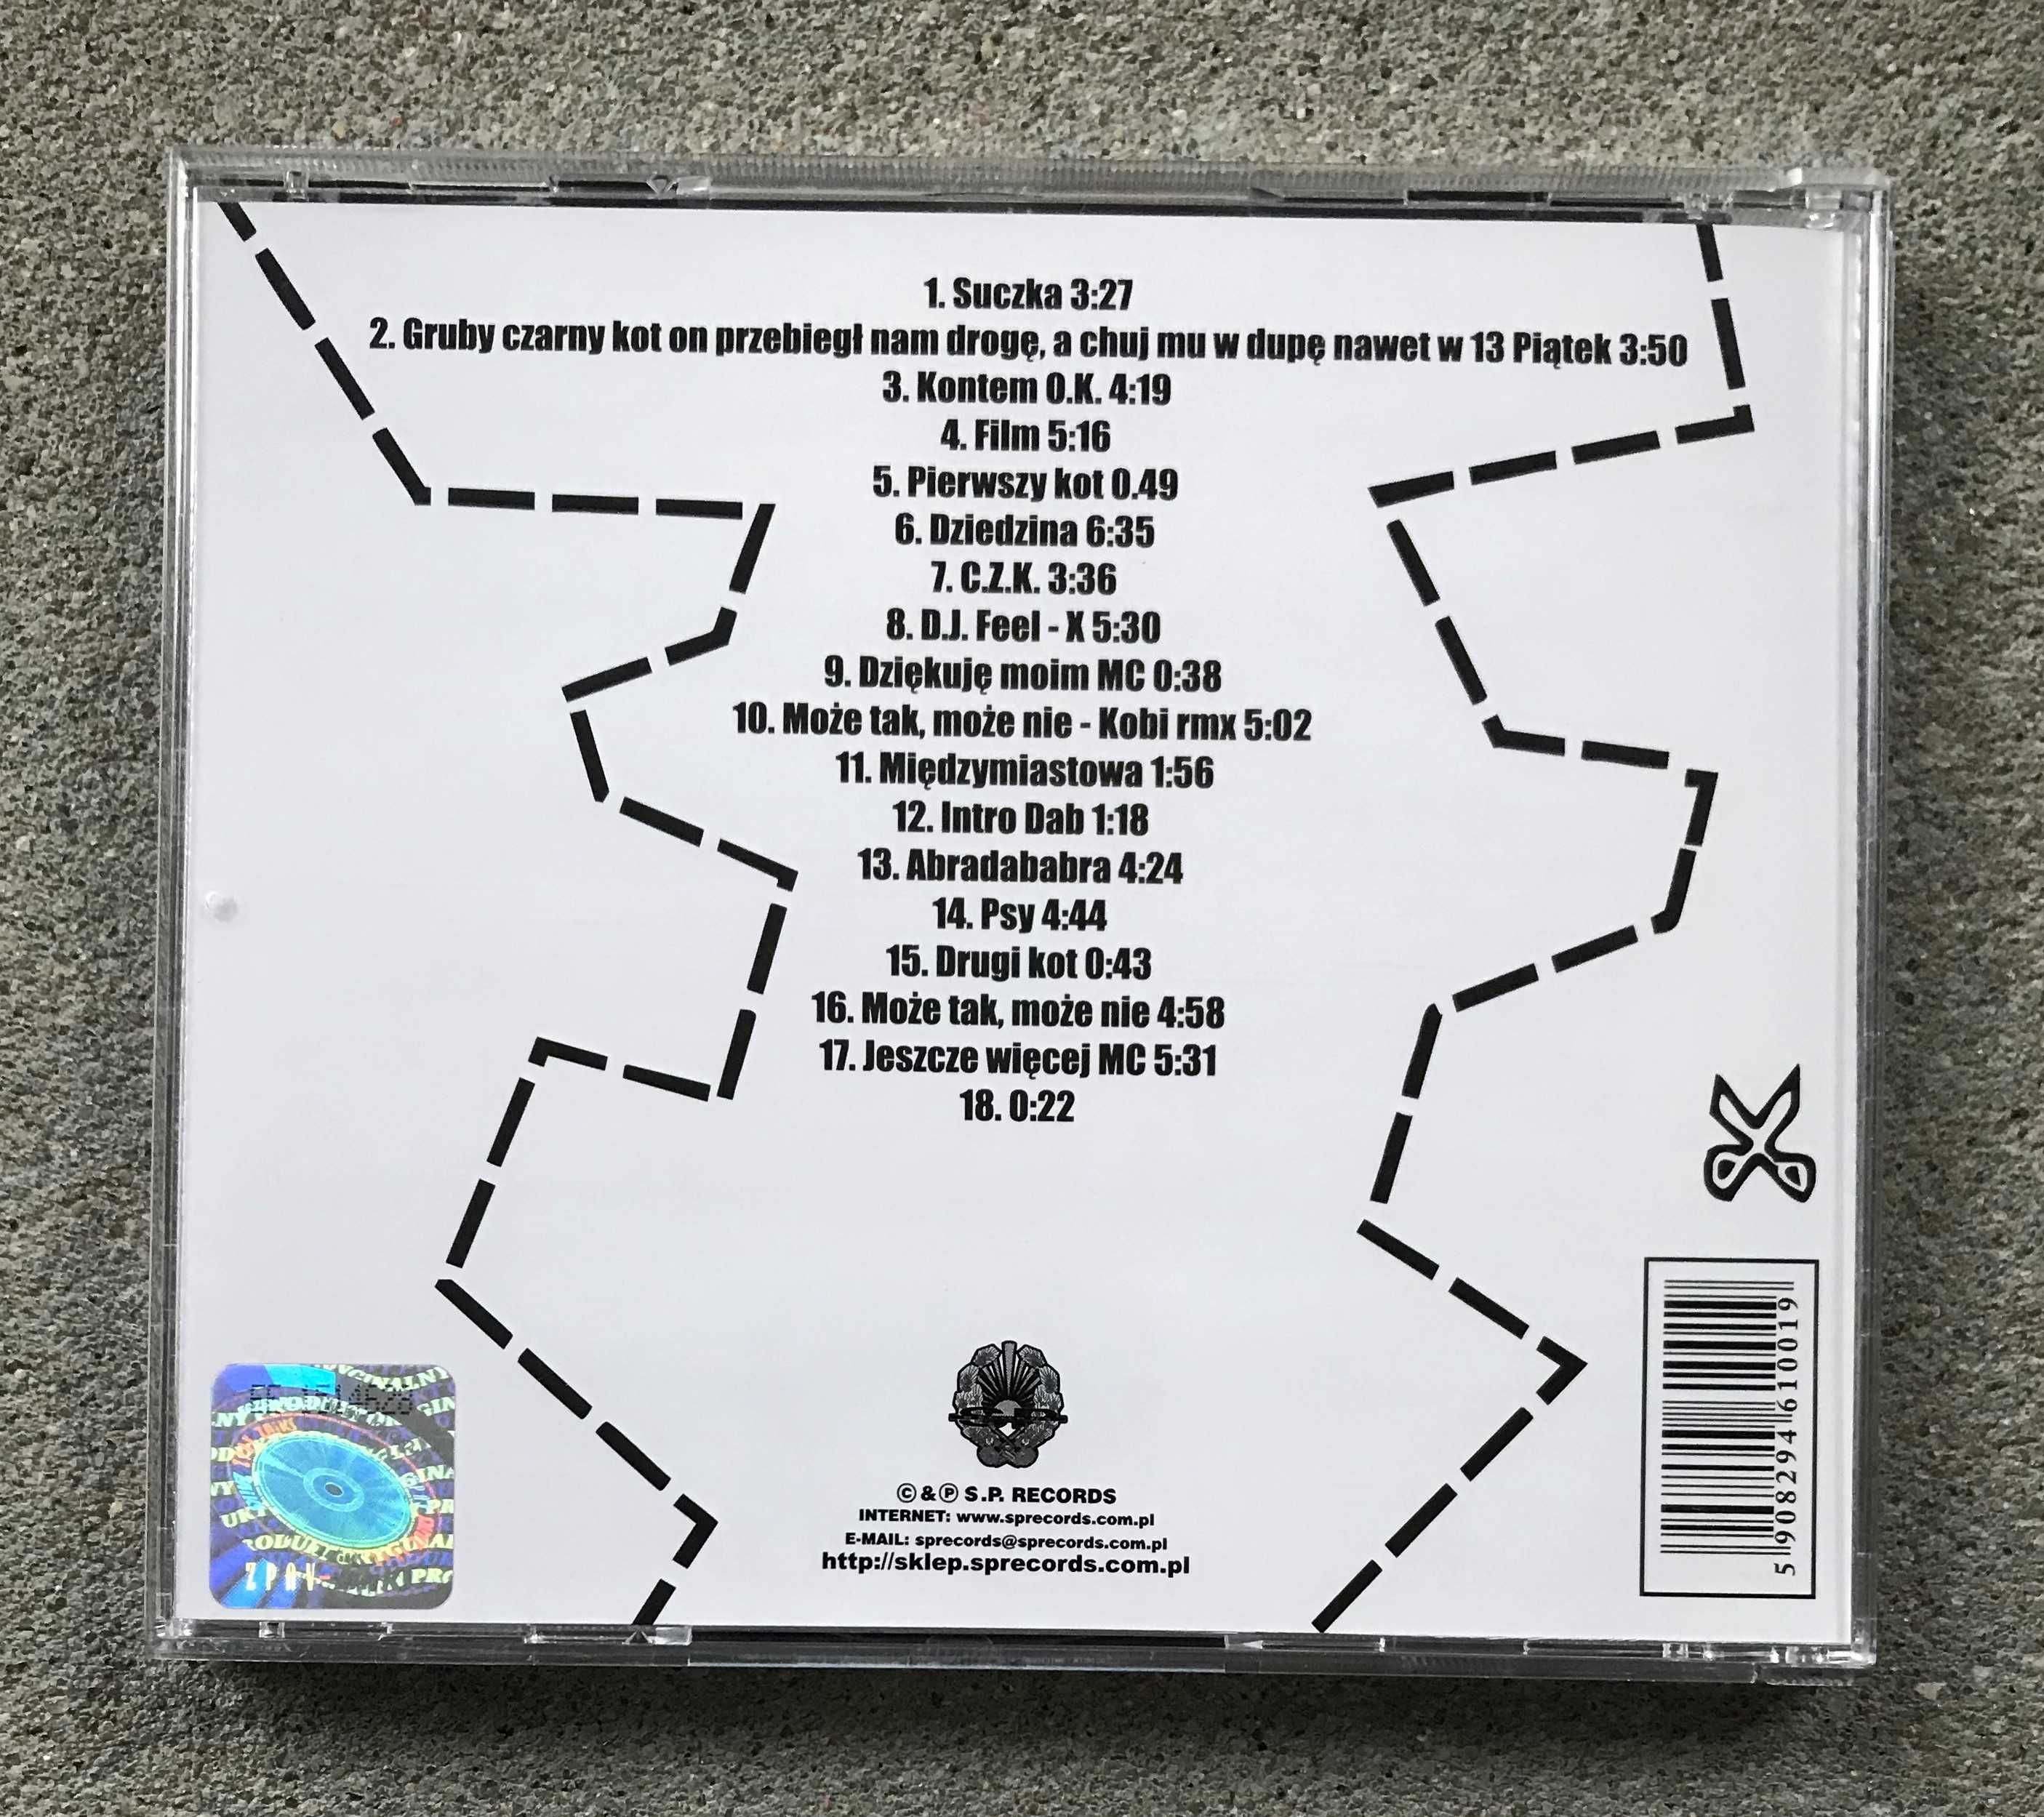 1. Suczka 3:27
2. Gruby czarny kot on przebiegł nam drogę, a chuj mu w dupę nawet w 13 Piątek 3:50
3. Kontem O.K. 4:19
4. Film 5:16
5. Pierwszy kot 0.49
6. Dziedzina 6:35
7. C.Z.K. 3:36
8. D.J. Feel - X 5:30
9. Dziękuję moim MC 0:38
10. Może tak, może nie - Kobi rmx 5:02
11. Międzymiastowa 1:56
12. Intro Dab 1:18
13. Abradababra 4:24
14. Psy 4:44
15. Drugi kot 0:43
16. Może tak, może nie 4:58
17. Jeszcze więcej MC 5:31
18. 0:22
© & ℗ S.P. RECORDS
INTERNET: www.sprecords.com.pl
E-MAIL: sprecords@sprecords.com.pl
http://sklep.sprecords.com.pl
5 908294 610019
ZPAV